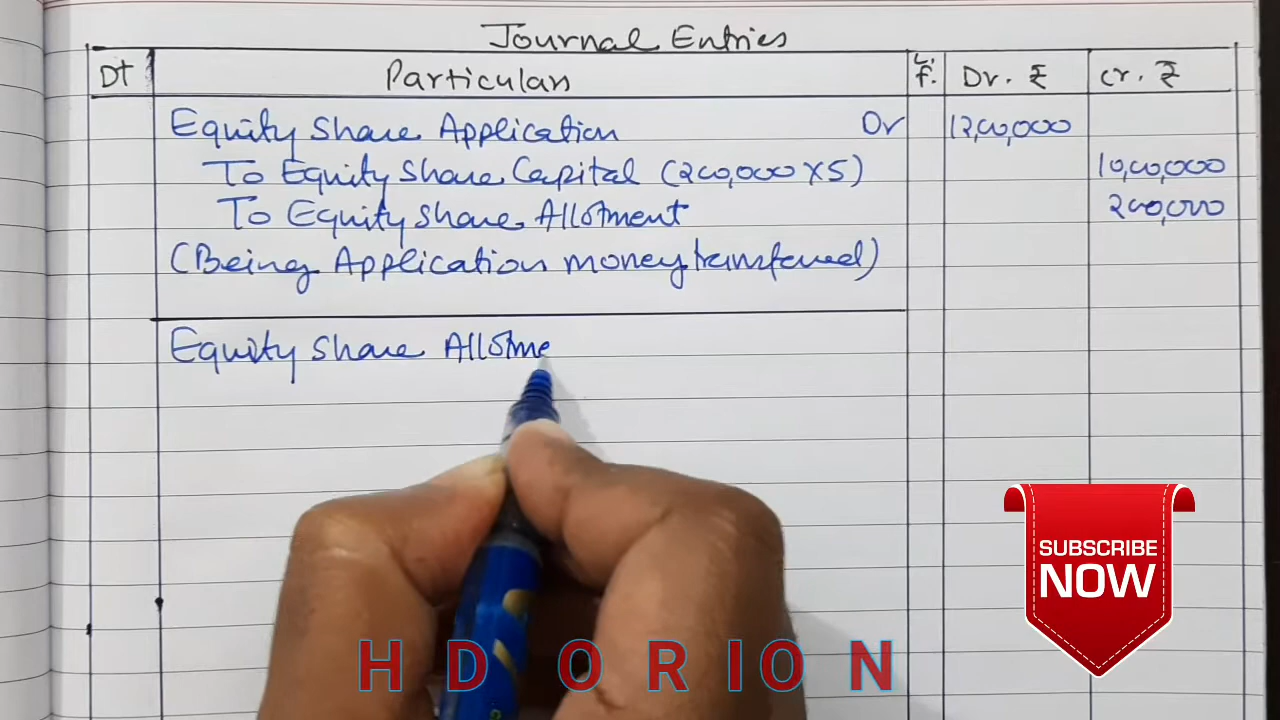 Journal Entries
Dt Particulars L.f. Dr. ₹ Cr. ₹
Equity Share Application Dr 12,00,000
To Equity Share Capital (200,000 x 5) 10,00,000
To Equity Share Allotment 200,000
(Being Application money transferred)
Equity Share Allotme
SUBSCRIBE
NOW
HD ORION